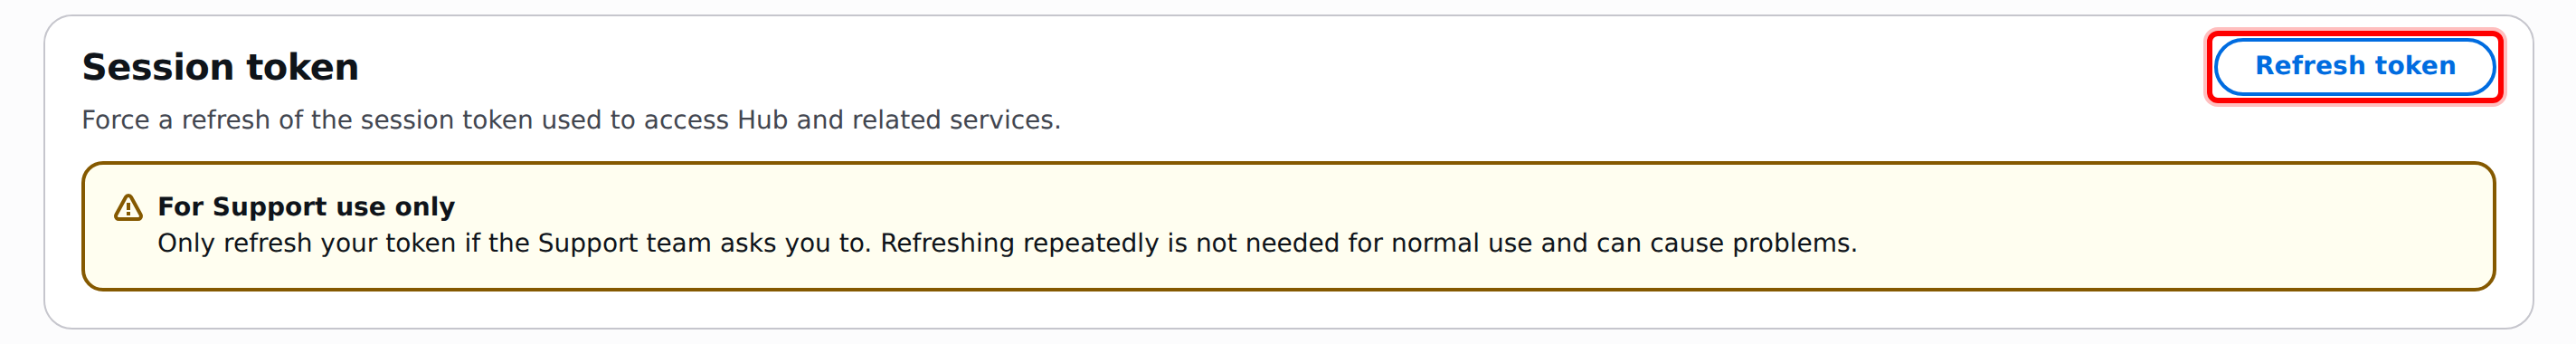 Session token
Refresh token
Force a refresh of the session token used to access Hub and related services.
For Support use only
Only refresh your token if the Support team asks you to. Refreshing repeatedly is not needed for normal use and can cause problems.